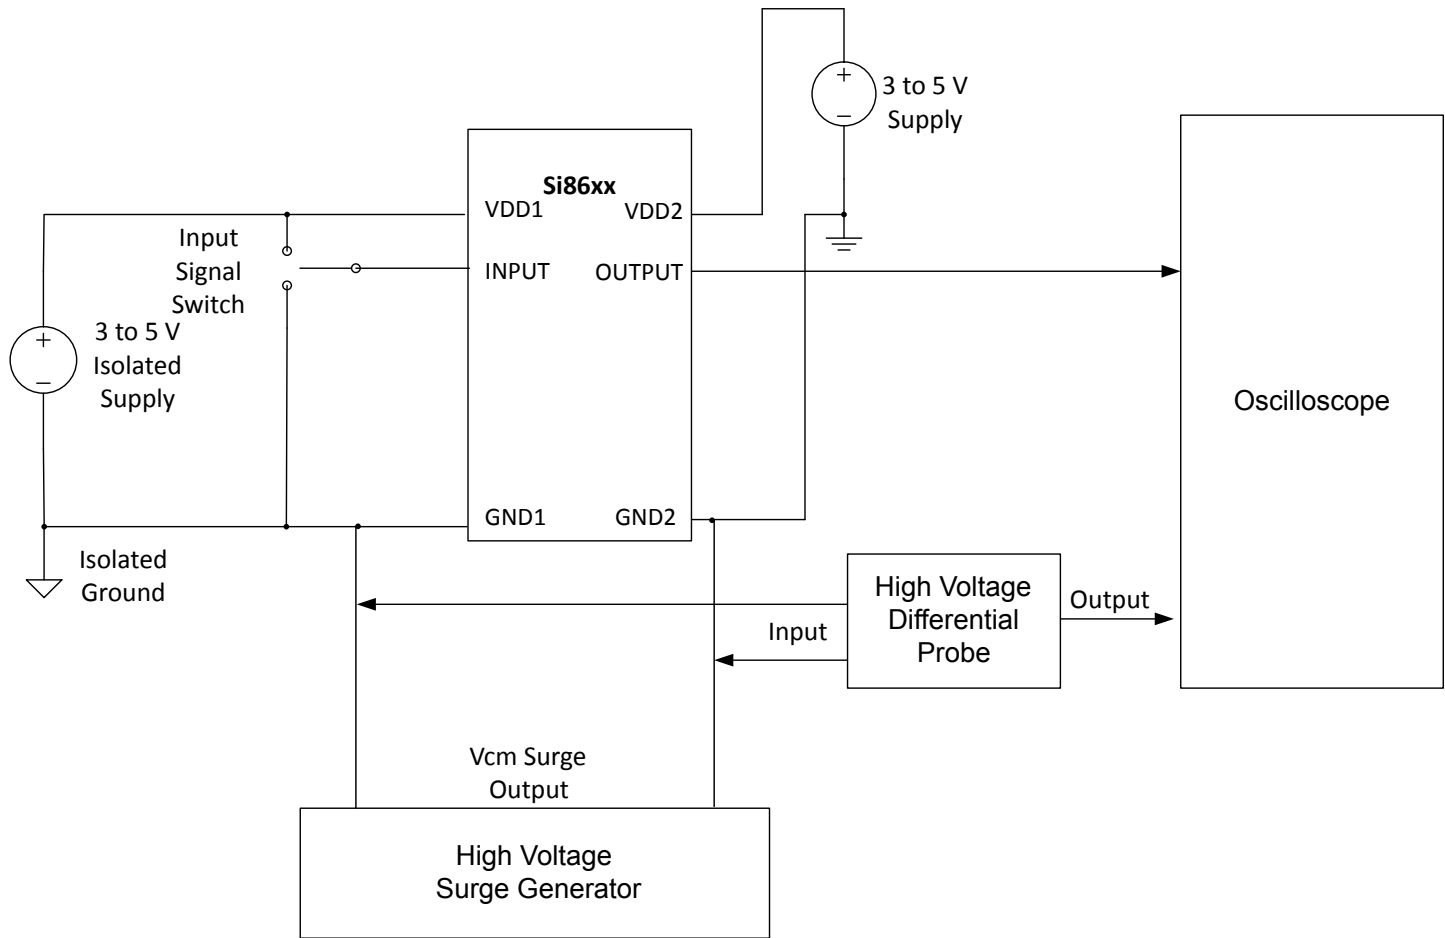 3 to 5 V
Supply
Si86xx
VDD1
VDD2
Input
Signal
Switch
INPUT
OUTPUT
3 to 5 V
Isolated
Supply
+
−
+
−
Oscilloscope
GND1
GND2
Isolated
Ground
High Voltage
Differential
Probe
Input
Output
Vcm Surge
Output
High Voltage
Surge Generator